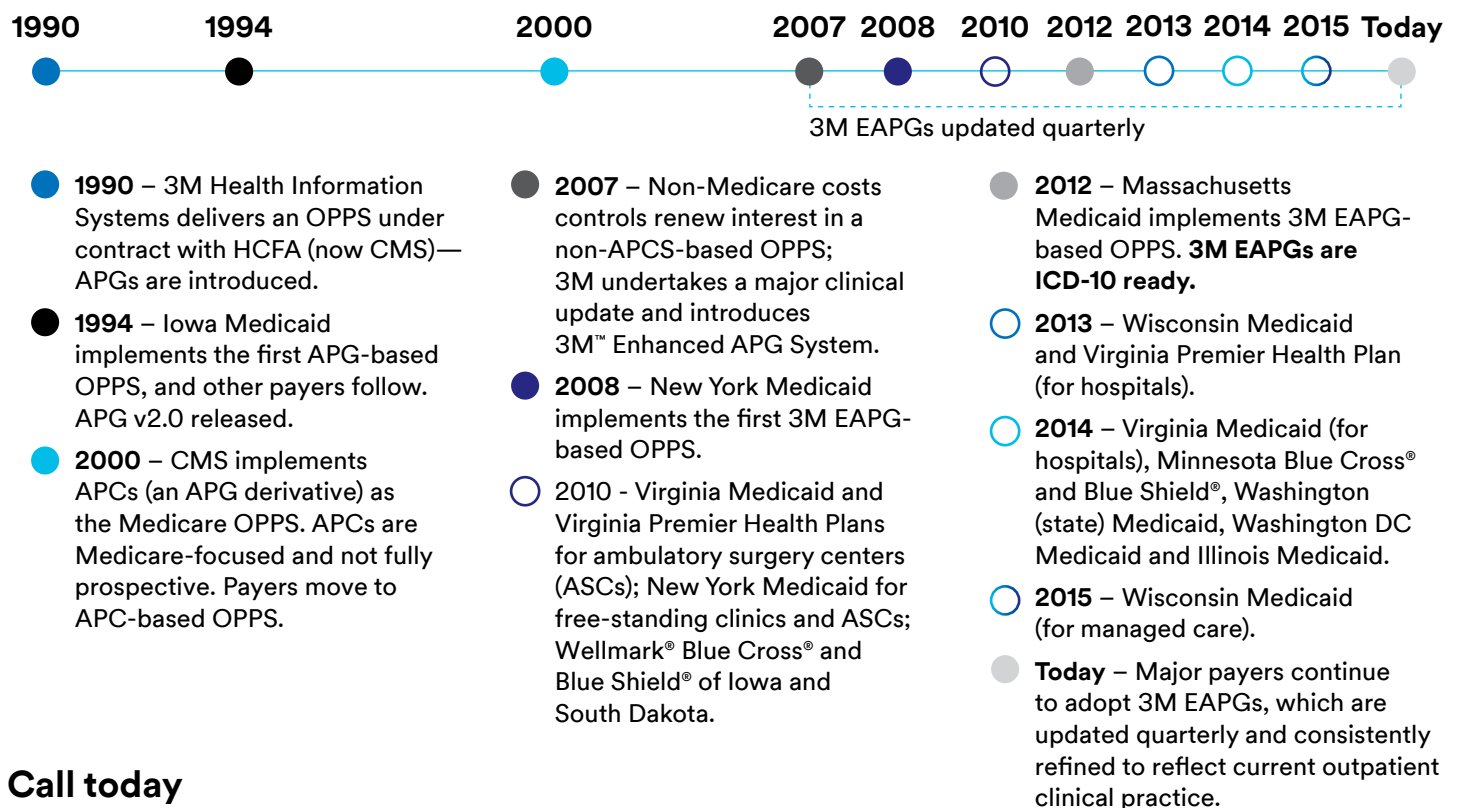 1990 1994 2000 2007 2008 2010 2012 2013 2014 2015 Today
3M EAPGs updated quarterly
1990 – 3M Health Information
Systems delivers an OPPS under
contract with HCFA (now CMS)—
APGs are introduced.
1994 – Iowa Medicaid
implements the first APG-based
OPPS, and other payers follow.
APG v2.0 released.
2000 – CMS implements
APCs (an APG derivative) as
the Medicare OPPS. APCs are
Medicare-focused and not fully
prospective. Payers move to
APC-based OPPS.
2007 – Non-Medicare costs
controls renew interest in a
non-APCS-based OPPS;
3M undertakes a major clinical
update and introduces
3M™ Enhanced APG System.
2008 – New York Medicaid
implements the first 3M EAPG-
based OPPS.
2010 - Virginia Medicaid and
Virginia Premier Health Plans
for ambulatory surgery centers
(ASCs); New York Medicaid for
free-standing clinics and ASCs;
Wellmark® Blue Cross® and
Blue Shield® of Iowa and
South Dakota.
2012 – Massachusetts
Medicaid implements 3M EAPG-
based OPPS. 3M EAPGs are
ICD-10 ready.
2013 – Wisconsin Medicaid
and Virginia Premier Health Plan
(for hospitals).
2014 – Virginia Medicaid (for
hospitals), Minnesota Blue Cross®
and Blue Shield®, Washington
(state) Medicaid, Washington DC
Medicaid and Illinois Medicaid.
2015 – Wisconsin Medicaid
(for managed care).
Today – Major payers continue
to adopt 3M EAPGs, which are
updated quarterly and consistently
refined to reflect current outpatient
clinical practice.
Call today